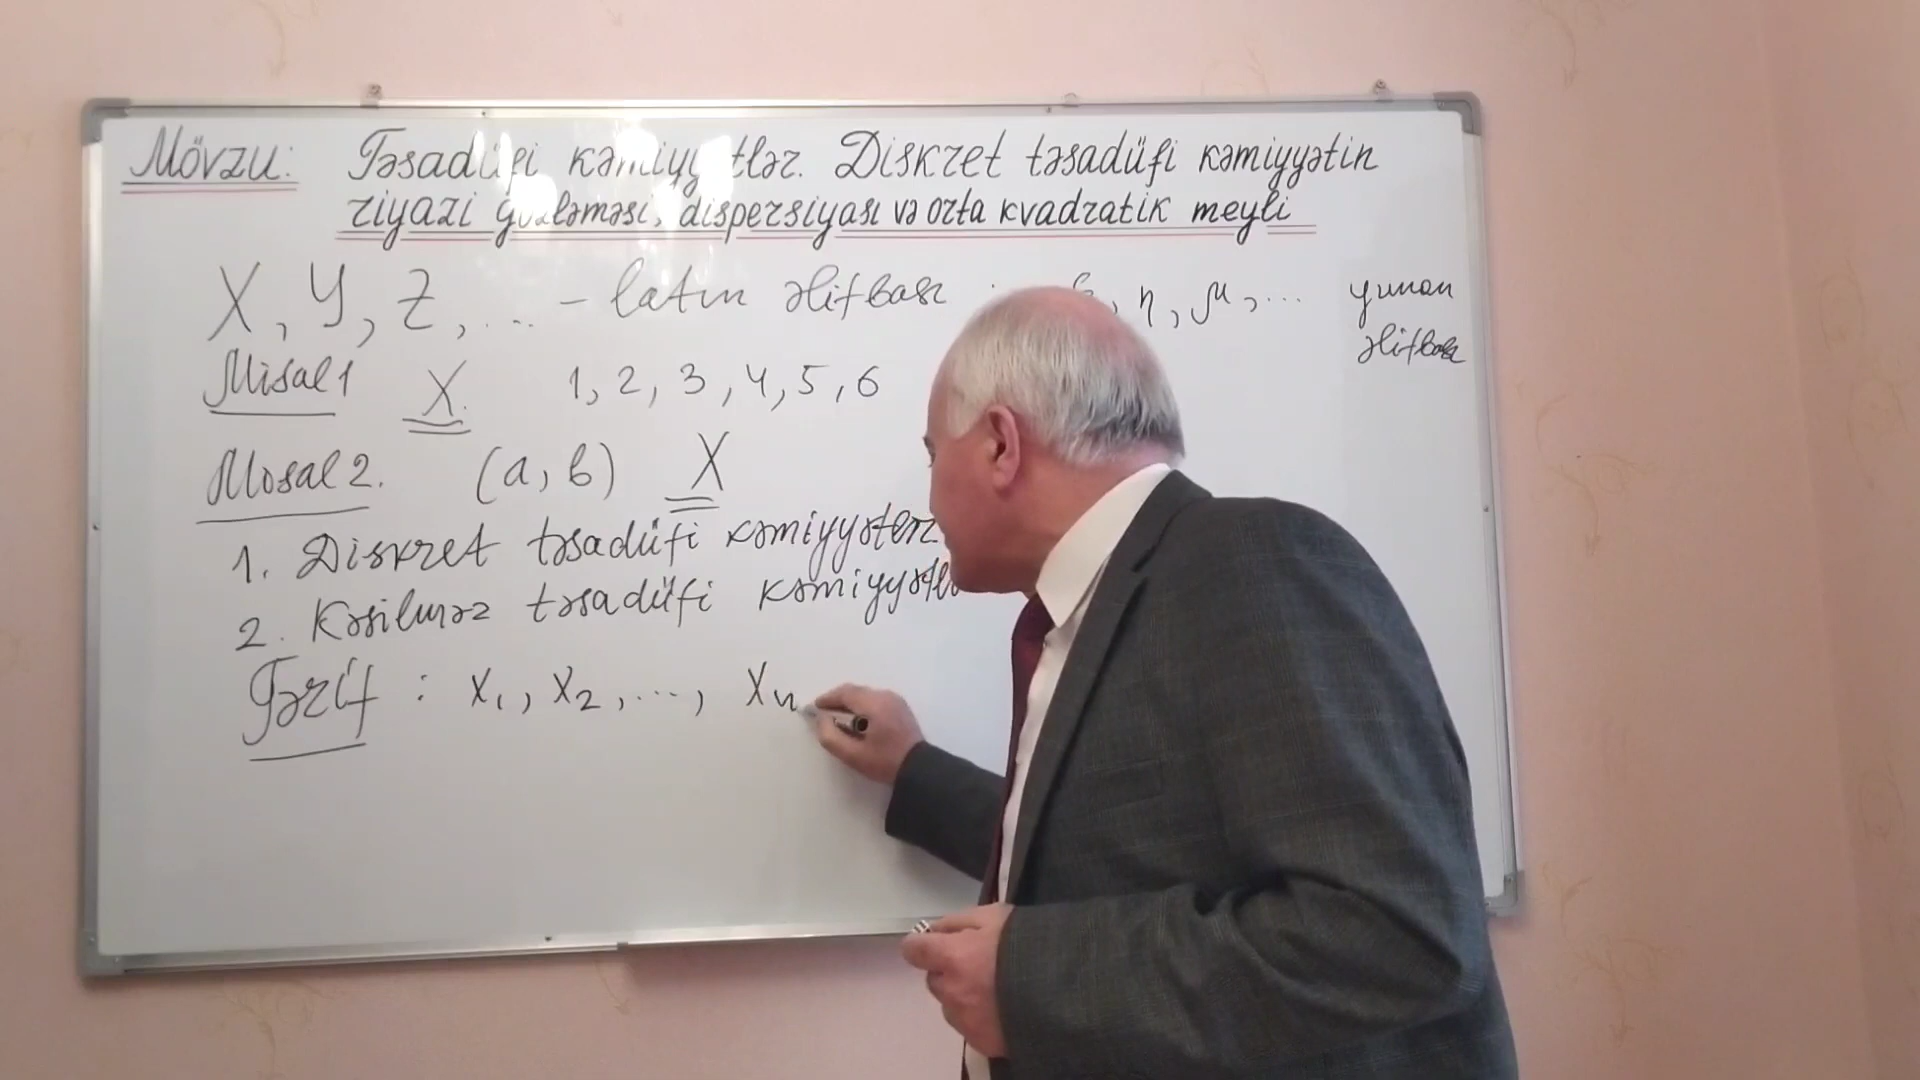 Mövzu: Təsadüfi kəmiyyətlər. Diskret təsadüfi kəmiyyətin
riyazi gözləməsi, dispersiyası və orta kvadratik meyli
X, Y, Z, ... - latın əlifbası η, μ, ... yunan
əlifbası
Misal 1 X. 1, 2, 3, 4, 5, 6
Mosal 2. (a, b) X
1. Diskret təsadüfi kəmiyyətlər
2. Kəsilməz təsadüfi
Tərif : x₁, x₂, ..., xₙ